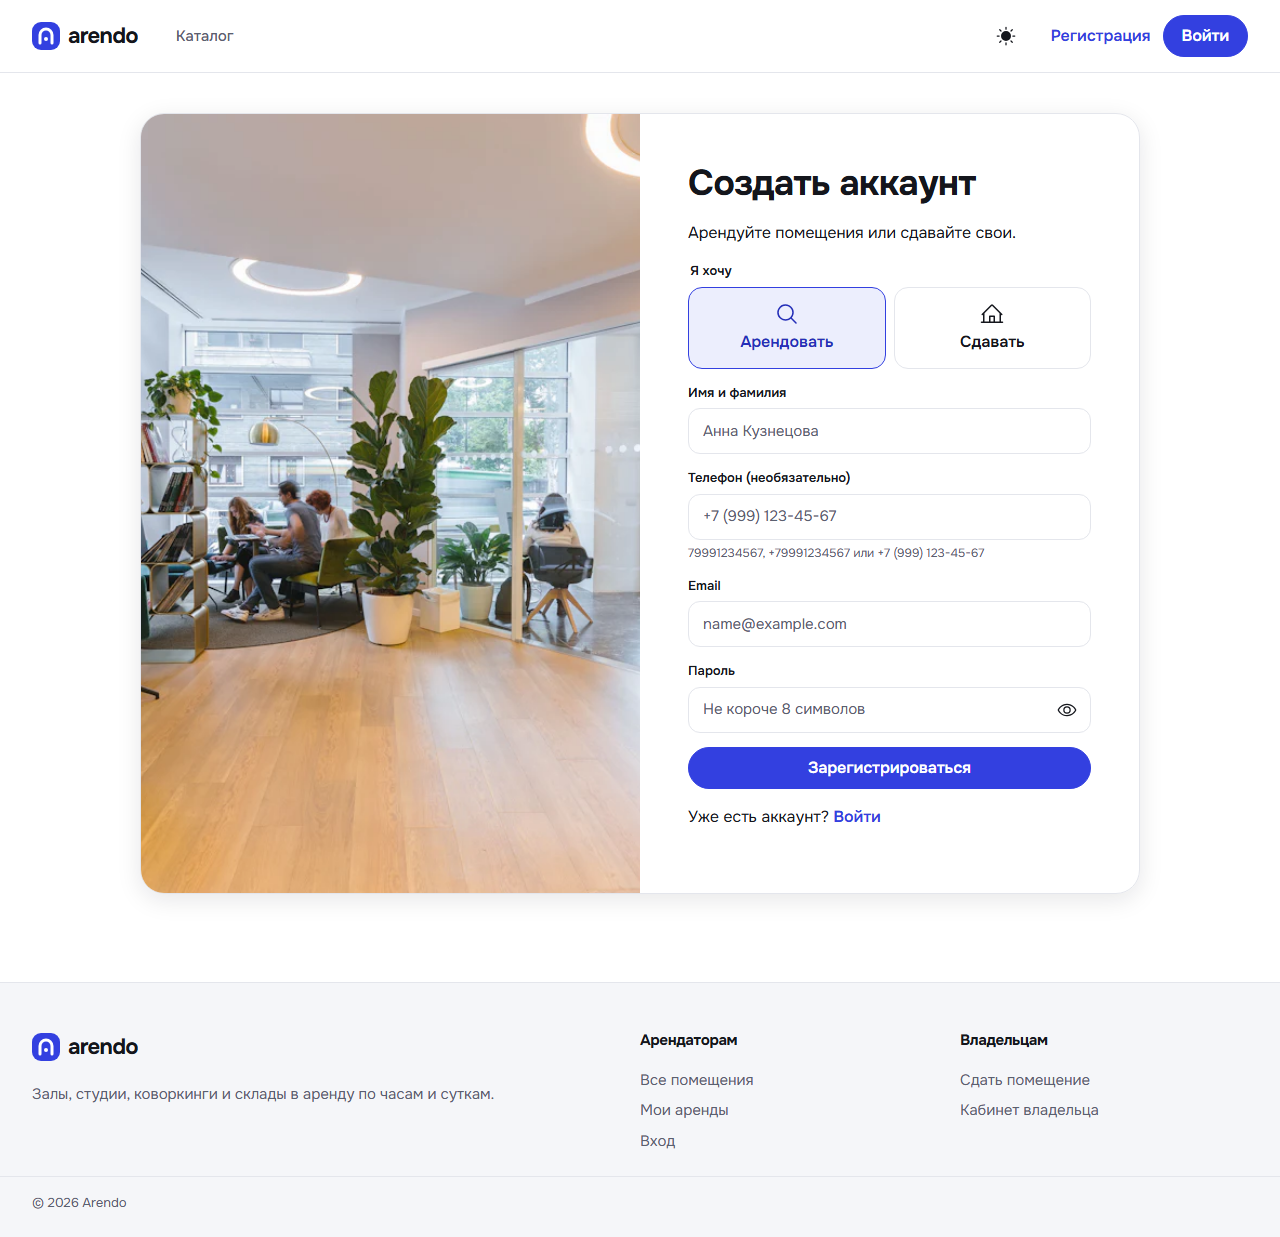 arendo
Каталог
Регистрация
Войти
Создать аккаунт
Арендуйте помещения или сдавайте свои.
Я хочу
Арендовать
Сдавать
Имя и фамилия
Анна Кузнецова
Телефон (необязательно)
+7 (999) 123-45-67
79991234567, +79991234567 или +7 (999) 123-45-67
Email
name@example.com
Пароль
Не короче 8 символов
Зарегистрироваться
Уже есть аккаунт? Войти
arendo
Залы, студии, коворкинги и склады в аренду по часам и суткам.
Арендаторам
Все помещения
Мои аренды
Вход
Владельцам
Сдать помещение
Кабинет владельца
© 2026 Arendo